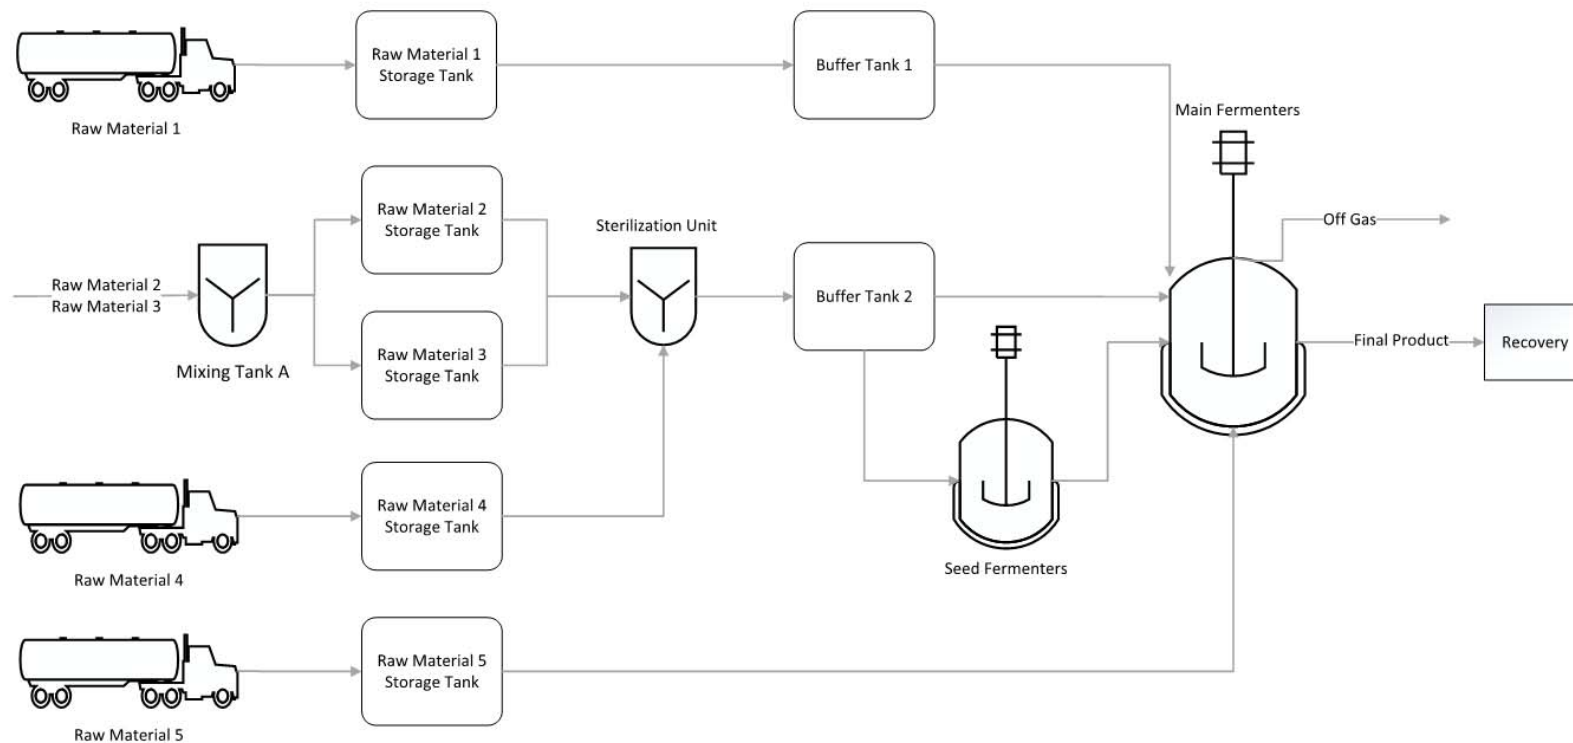 Raw Material 1
Storage Tank
Buffer Tank 1
Raw Material 1
Main Fermenters
Raw Material 2
Storage Tank
Sterilization Unit
Off Gas
Raw Material 2
Raw Material 3
Buffer Tank 2
Mixing Tank A
Raw Material 3
Storage Tank
Final Product
Recovery
Raw Material 4
Storage Tank
Seed Fermenters
Raw Material 4
Raw Material 5
Storage Tank
Raw Material 5